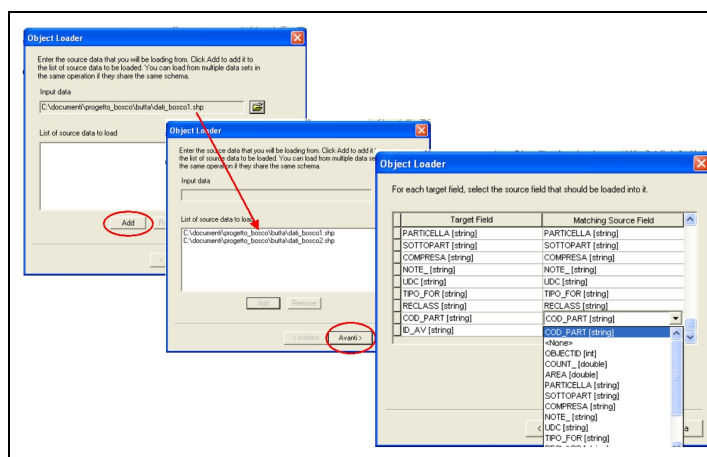 Object Loader
Enter the source data that you will be loading from. Click Add to add it to
the list of source data to be loaded. You can load from multiple data sets in
the same operation if they share the same schema.
Input data
C:\documenti\progetto_bosco\butta\dati_bosco1.shp
List of source data to load
Add
<
Object Loader
Enter the source data that you will be loading from. Click Add to add it
the list of source data to be loaded. You can load from multiple data se
the same operation if they share the same schema.
Input data
List of source data to load
C:\documenti\progetto_bosco\butta\dati_bosco1.shp
C:\documenti\progetto_bosco\butta\dati_bosco2.shp
Add Remove
< Indietro Avanti >
Object Loader
For each target field, select the source field that should be loaded into it.
Target Field Matching Source Field
PARTICELLA [string] PARTICELLA [string]
SOTTOPART [string] SOTTOPART [string]
COMPRESA [string] COMPRESA [string]
NOTE_ [string] NOTE_ [string]
UDC [string] UDC [string]
TIPO_FOR [string] TIPO_FOR [string]
RECLASS [string] RECLASS [string]
COD_PART [string] COD_PART [string]
ID_AV [string] COD_PART [string]
<None>
OBJECTID [int]
COUNT_ [double]
AREA [double]
PARTICELLA [string]
SOTTOPART [string]
COMPRESA [string]
NOTE_ [string]
UDC [string]
< a
TIPO_FOR [string]